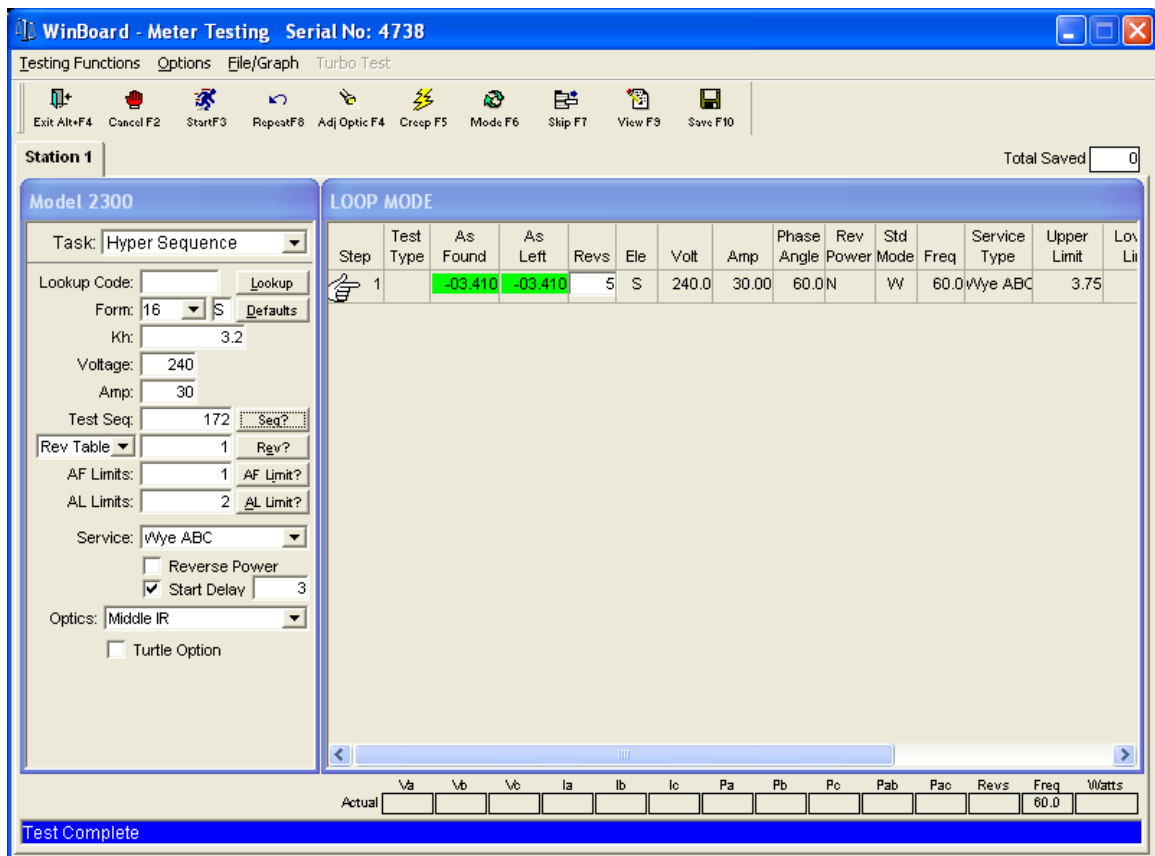 WinBoard - Meter Testing Serial No: 4738
Testing Functions Options File/Graph Turbo Test
Exit Alt+F4 Cancel F2 StartF3 RepeatF8 Adj Optic F4 Creep F5 Mode F6 Skip F7 View F9 Save F10
Station 1
Total Saved 0
Model 2300
Task: Hyper Sequence
Lookup Code: Lookup
Form: 16 S Defaults
Kh: 3.2
Voltage: 240
Amp: 30
Test Seq: 172 Seq?
Rev Table 1 Rev?
AF Limits: 1 AF Limit?
AL Limits: 2 AL Limit?
Service: Wye ABC
Reverse Power
Start Delay 3
Optics: Middle IR
Turtle Option
LOOP MODE
Step Test Type As Found As Left Revs Ele Volt Amp Phase Angle Rev Power Std Mode Freq Service Type Upper Limit
1 -03.410 -03.410 5 S 240.0 30.00 60.0 N W 60.0 Wye ABC 3.75
Va Vb Vc Ia Ib Ic Pa Pb Pc Pab Pac Revs Freq Watts
Actual 60.0
Test Complete